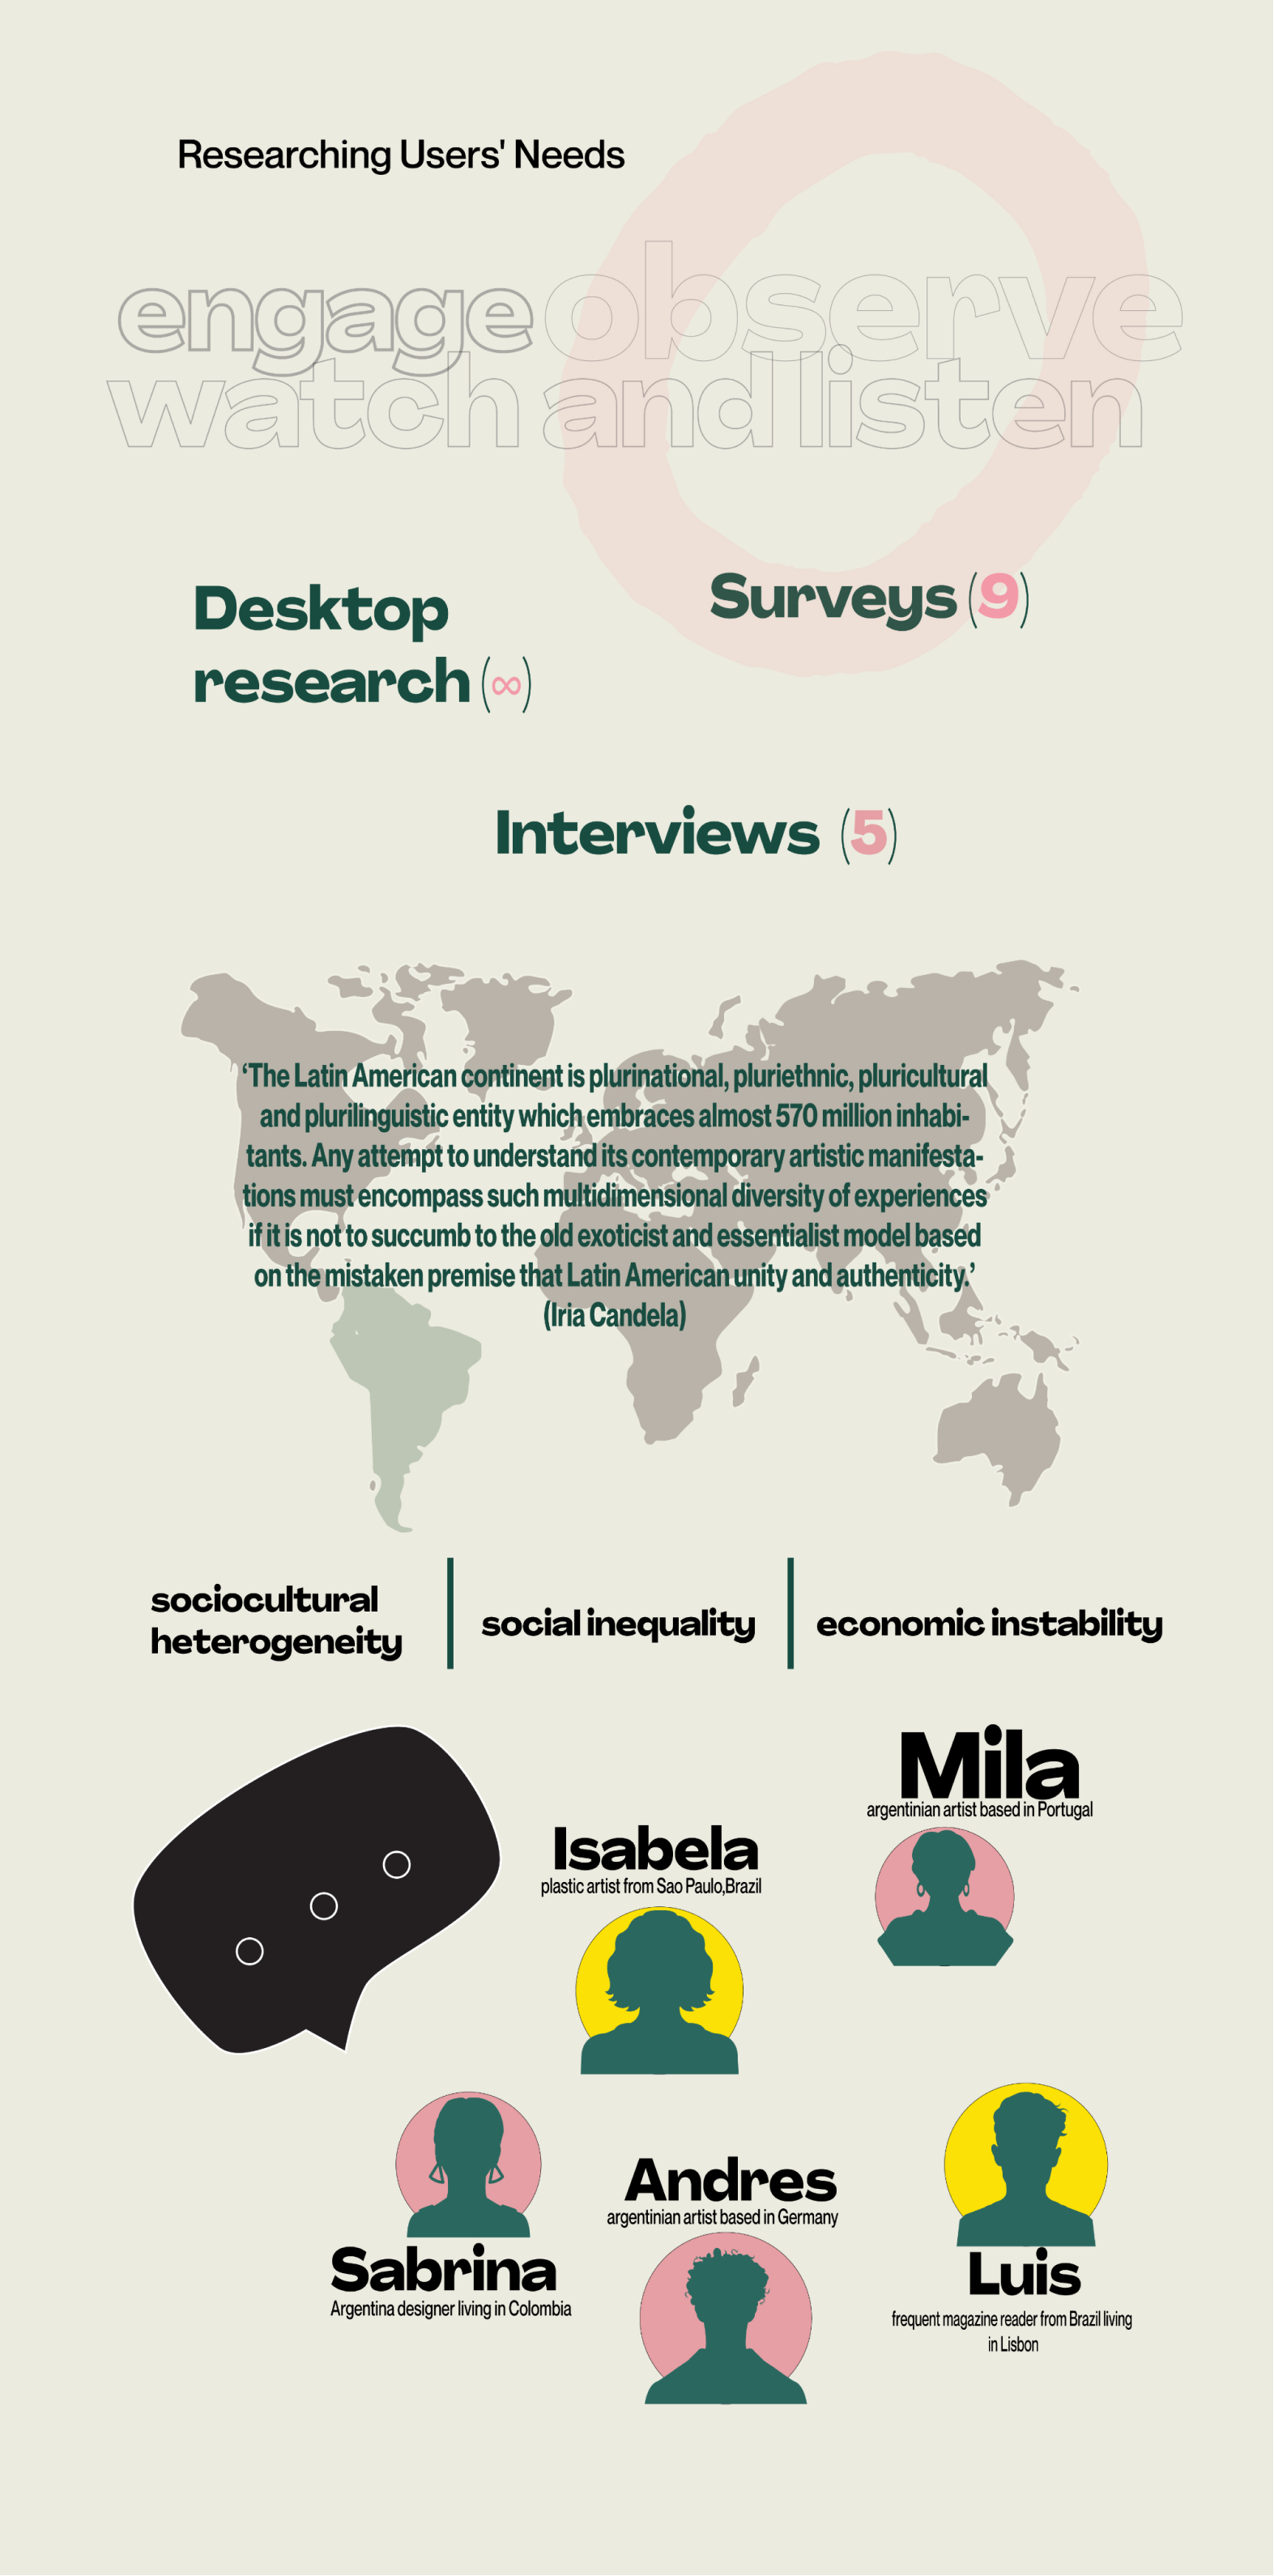 Researching Users' Needs
engage observe
watch and listen
Desktop
research (∞)
Surveys (9)
Interviews (5)
‘The Latin American continent is plurinational, pluriethnic, pluricultural
and plurilinguistic entity which embraces almost 570 million inhabi-
tants. Any attempt to understand its contemporary artistic manifesta-
tions must encompass such multidimensional diversity of experiences
if it is not to succumb to the old exoticist and essentialist model based
on the mistaken premise that Latin American unity and authenticity.’
(Iria Candela)
sociocultural
heterogeneity
social inequality
economic instability
Mila
argentinian artist based in Portugal
Isabela
plastic artist from Sao Paulo,Brazil
Sabrina
Argentina designer living in Colombia
Andres
argentinian artist based in Germany
Luis
frequent magazine reader from Brazil living
in Lisbon